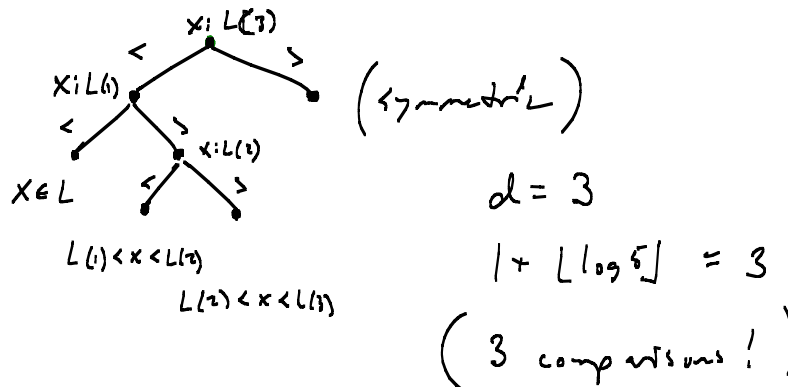 x: L(3)
< >
x: L(1)
(symmetric)
< >
x: L(2)
x ∈ L
< >
d = 3
L(1) < x < L(2)
1 + ⌊log 5⌋ = 3
L(2) < x < L(3)
( 3 comparisons! )